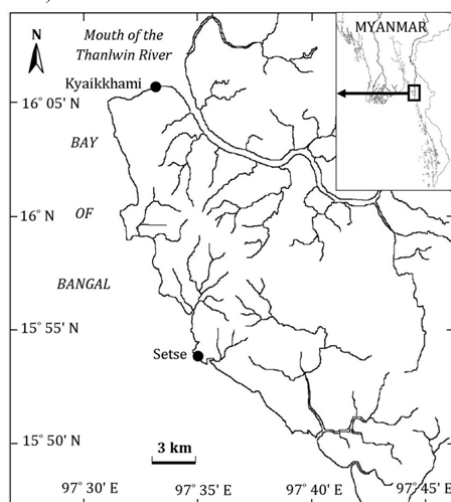 MYANMAR
N
Mouth of the
Thanlwin River
Kyaikkhami
16° 05' N
BAY
16° N
OF
BANGAL
15° 55' N
Setse
15° 50' N
3 km
97° 30' E
97° 35' E
97° 40' E
97° 45' E